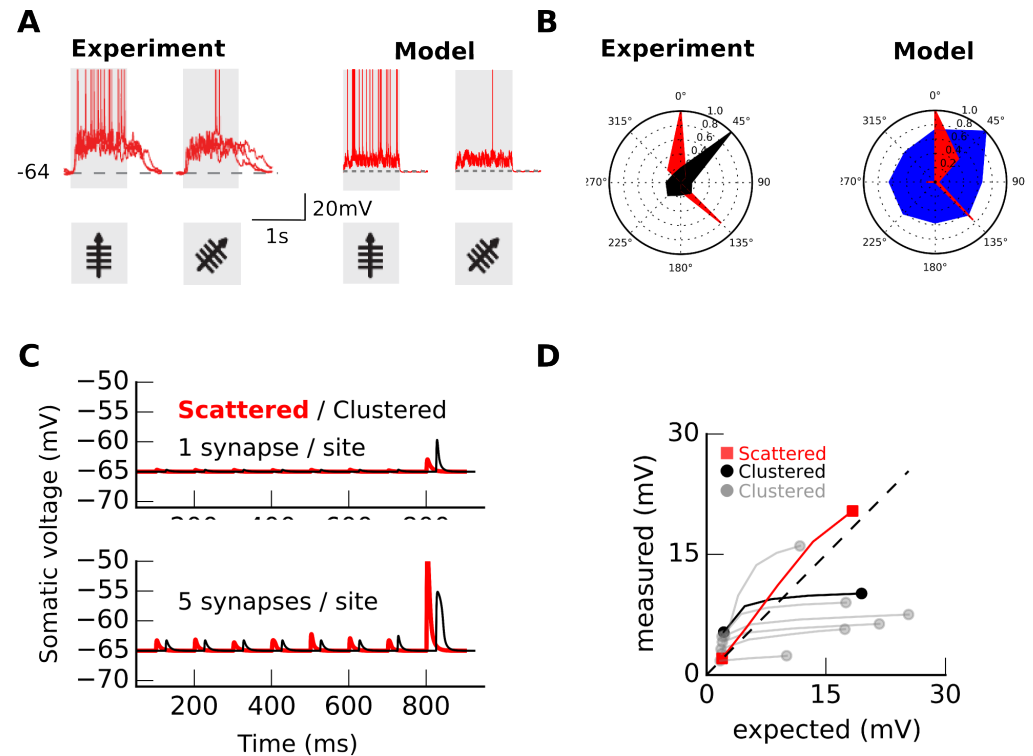 A
Experiment
Model
-64
20mV
1s
B
Experiment
Model
0°
45°
90
135°
180°
225°
270°
315°
1.0
0.8
0.6
0.4
0°
45°
90
135°
180°
225°
270°
315°
1.0
0.8
0.6
0.4
0.2
C
Somatic voltage (mV)
−50
−55
−60
−65
−70
Scattered / Clustered
1 synapse / site
200 400 600 800
−50
−55
−60
−65
−70
5 synapses / site
200 400 600 800
Time (ms)
D
measured (mV)
30
15
0
Scattered
Clustered
Clustered
0 15 30
expected (mV)